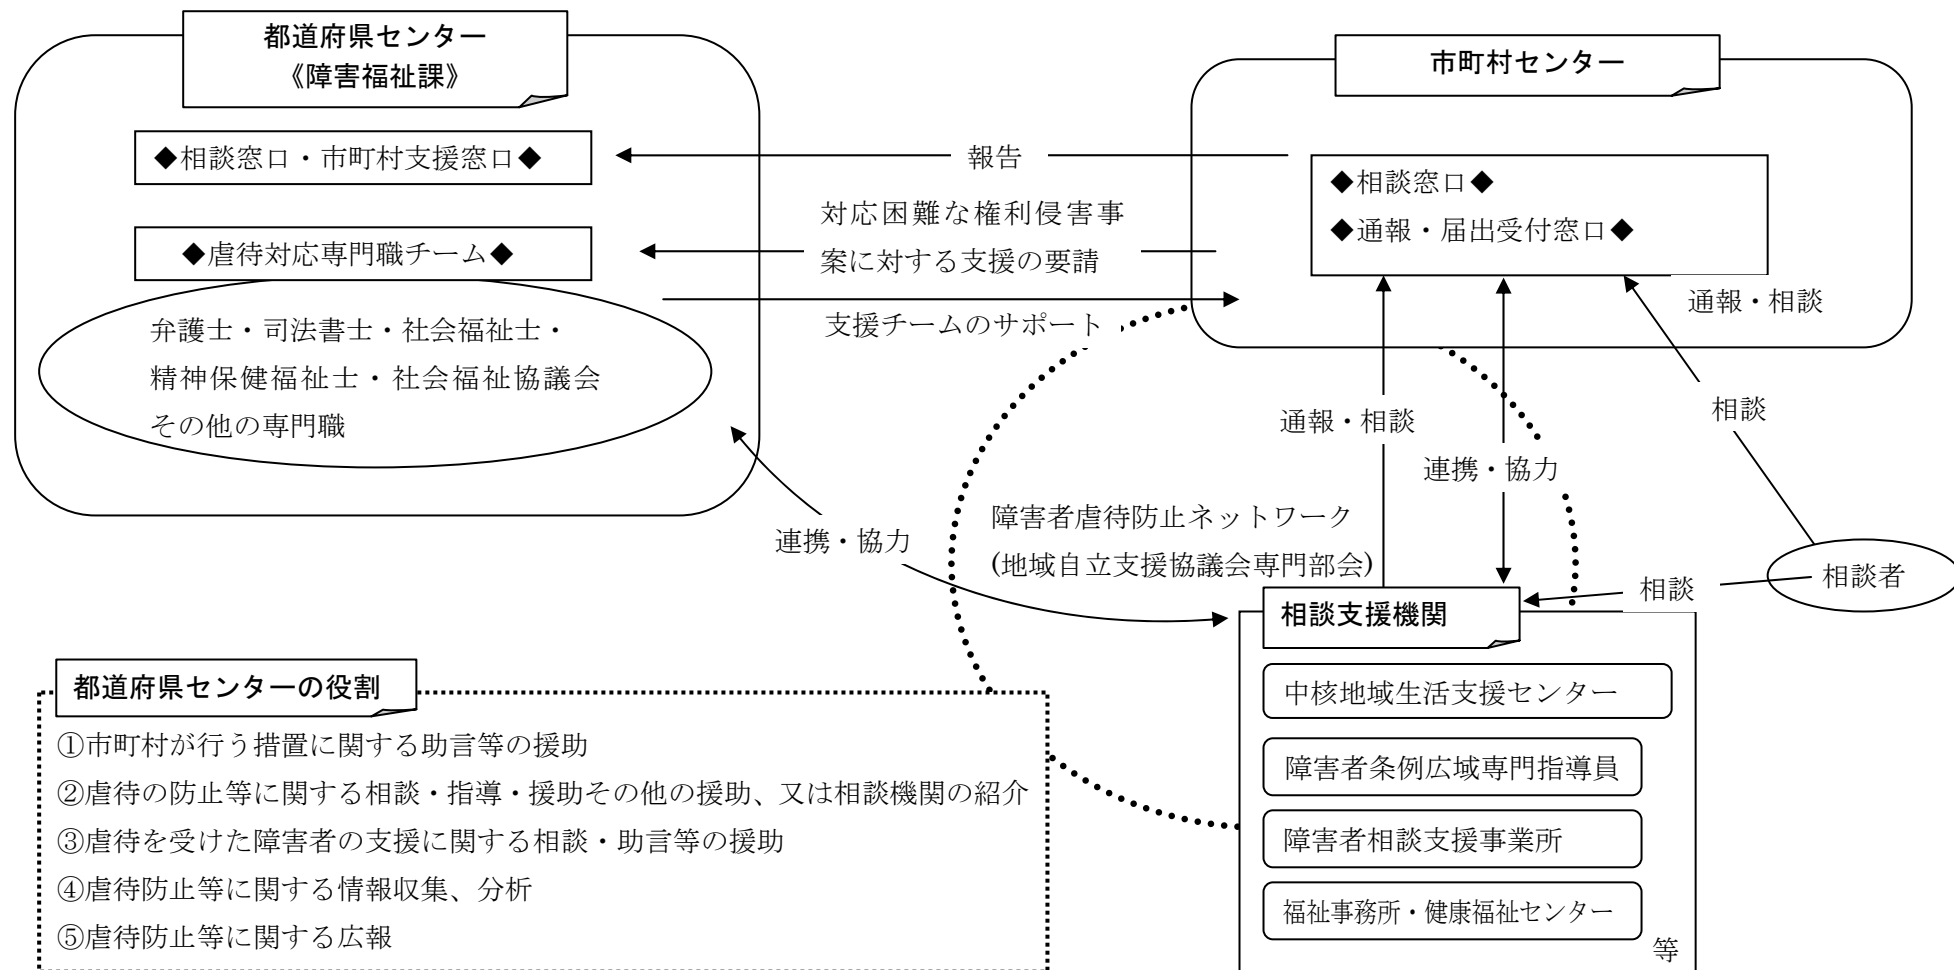 都道府県センター
《障害福祉課》
◆相談窓口・市町村支援窓口◆
◆虐待対応専門職チーム◆
弁護士・司法書士・社会福祉士・
精神保健福祉士・社会福祉協議会
その他の専門職
報告
対応困難な権利侵害事
案に対する支援の要請
支援チームのサポート
市町村センター
◆相談窓口◆
◆通報・届出受付窓口◆
通報・相談
通報・相談
連携・協力
相談
相談者
相談
連携・協力
障害者虐待防止ネットワーク
(地域自立支援協議会専門部会)
相談支援機関
中核地域生活支援センター
障害者条例広域専門指導員
障害者相談支援事業所
福祉事務所・健康福祉センター
等
都道府県センターの役割
①市町村が行う措置に関する助言等の援助
②虐待の防止等に関する相談・指導・援助その他の援助、又は相談機関の紹介
③虐待を受けた障害者の支援に関する相談・助言等の援助
④虐待防止等に関する情報収集、分析
⑤虐待防止等に関する広報